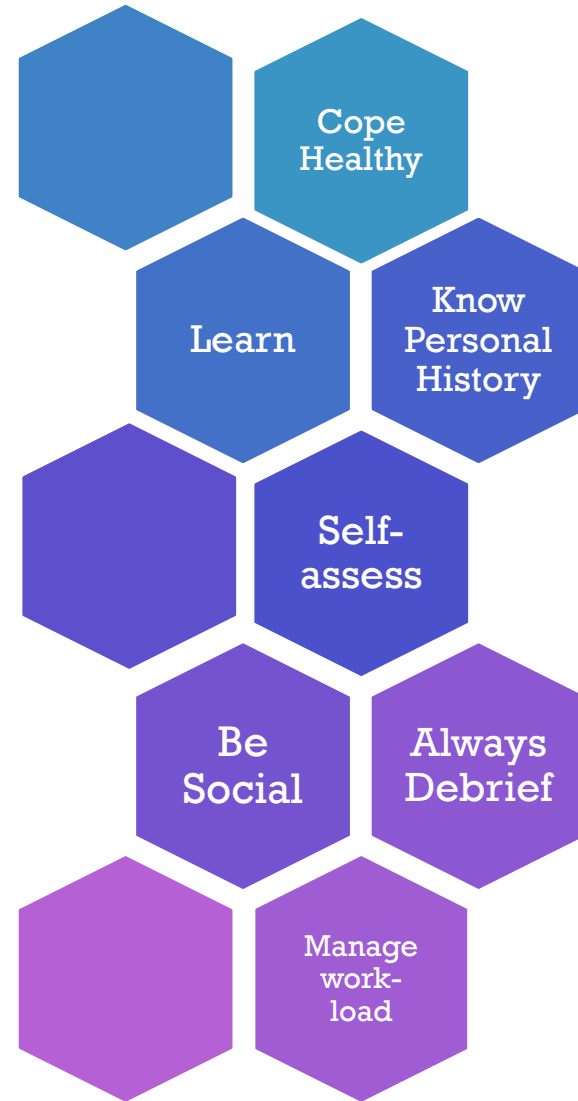 Cope
Healthy
Learn
Know
Personal
History
Self-
assess
Be
Social
Always
Debrief
Manage
work-
load